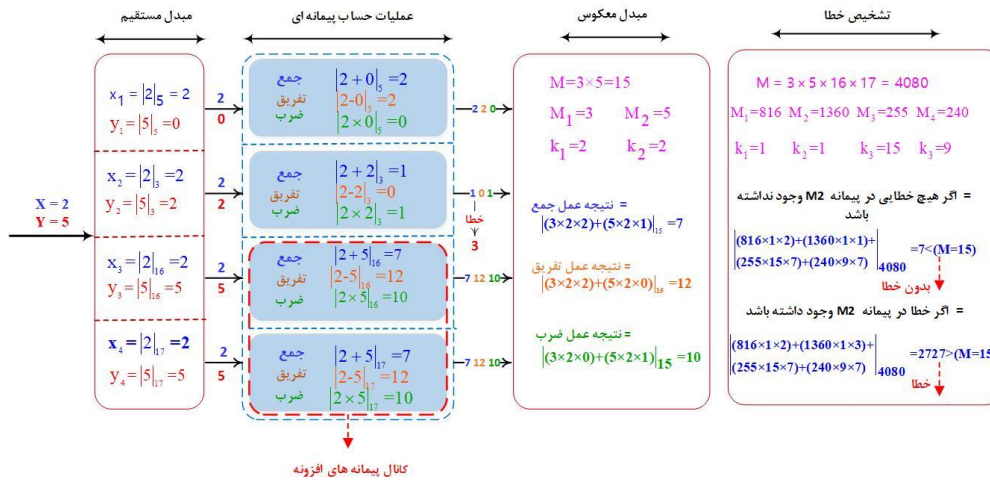 مبدل مستقیم
عملیات حساب پیمانه ای
مبدل معکوس
تشخیص خطا
X = 2
Y = 5
x₁ = |2|₅ = 2
y₁ = |5|₅ = 0
x₂ = |2|₃ = 2
y₂ = |5|₃ = 2
x₃ = |2|₁₆ = 2
y₃ = |5|₁₆ = 5
x₄ = |2|₁₇ = 2
y₄ = |5|₁₇ = 5
2
0
2
2
2
5
2
5
جمع |2 + 0|₅ = 2
تفریق |2-0|₅ = 2
ضرب |2 × 0|₅ = 0
جمع |2 + 2|₃ = 1
تفریق |2-2|₃ = 0
ضرب |2 × 2|₃ = 1
جمع |2 + 5|₁₆ = 7
تفریق |2-5|₁₆ = 12
ضرب |2 × 5|₁₆ = 10
جمع |2 + 5|₁₇ = 7
تفریق |2-5|₁₇ = 12
ضرب |2 × 5|₁₇ = 10
کانال پیمانه های افزونه
2 2 0
1 0 1
خطا
3
7 12 10
7 12 10
M = 3 × 5 = 15
M₁ = 3 M₂ = 5
k₁ = 2 k₂ = 2
نتیجه عمل جمع =
|(3×2×2)+(5×2×1)|₁₅ = 7
نتیجه عمل تفریق =
|(3×2×2)+(5×2×0)|₁₅ = 12
نتیجه عمل ضرب =
|(3×2×0)+(5×2×1)|₁₅ = 10
M = 3 × 5 × 16 × 17 = 4080
M₁=816 M₂=1360 M₃=255 M₄=240
k₁=1 k₂=1 k₃=15 k₃=9
اگر هیچ خطایی در پیمانه M2 وجود نداشته =
باشد
|(816×1×2)+(1360×1×1)+
(255×15×7)+(240×9×7)|₄₀₈₀ =7<(M=15)
بدون خطا
اگر خطا در پیمانه M2 وجود داشته باشد =
|(816×1×2)+(1360×1×3)+
(255×15×7)+(240×9×7)|₄₀₈₀ =2727>(M=15
خطا